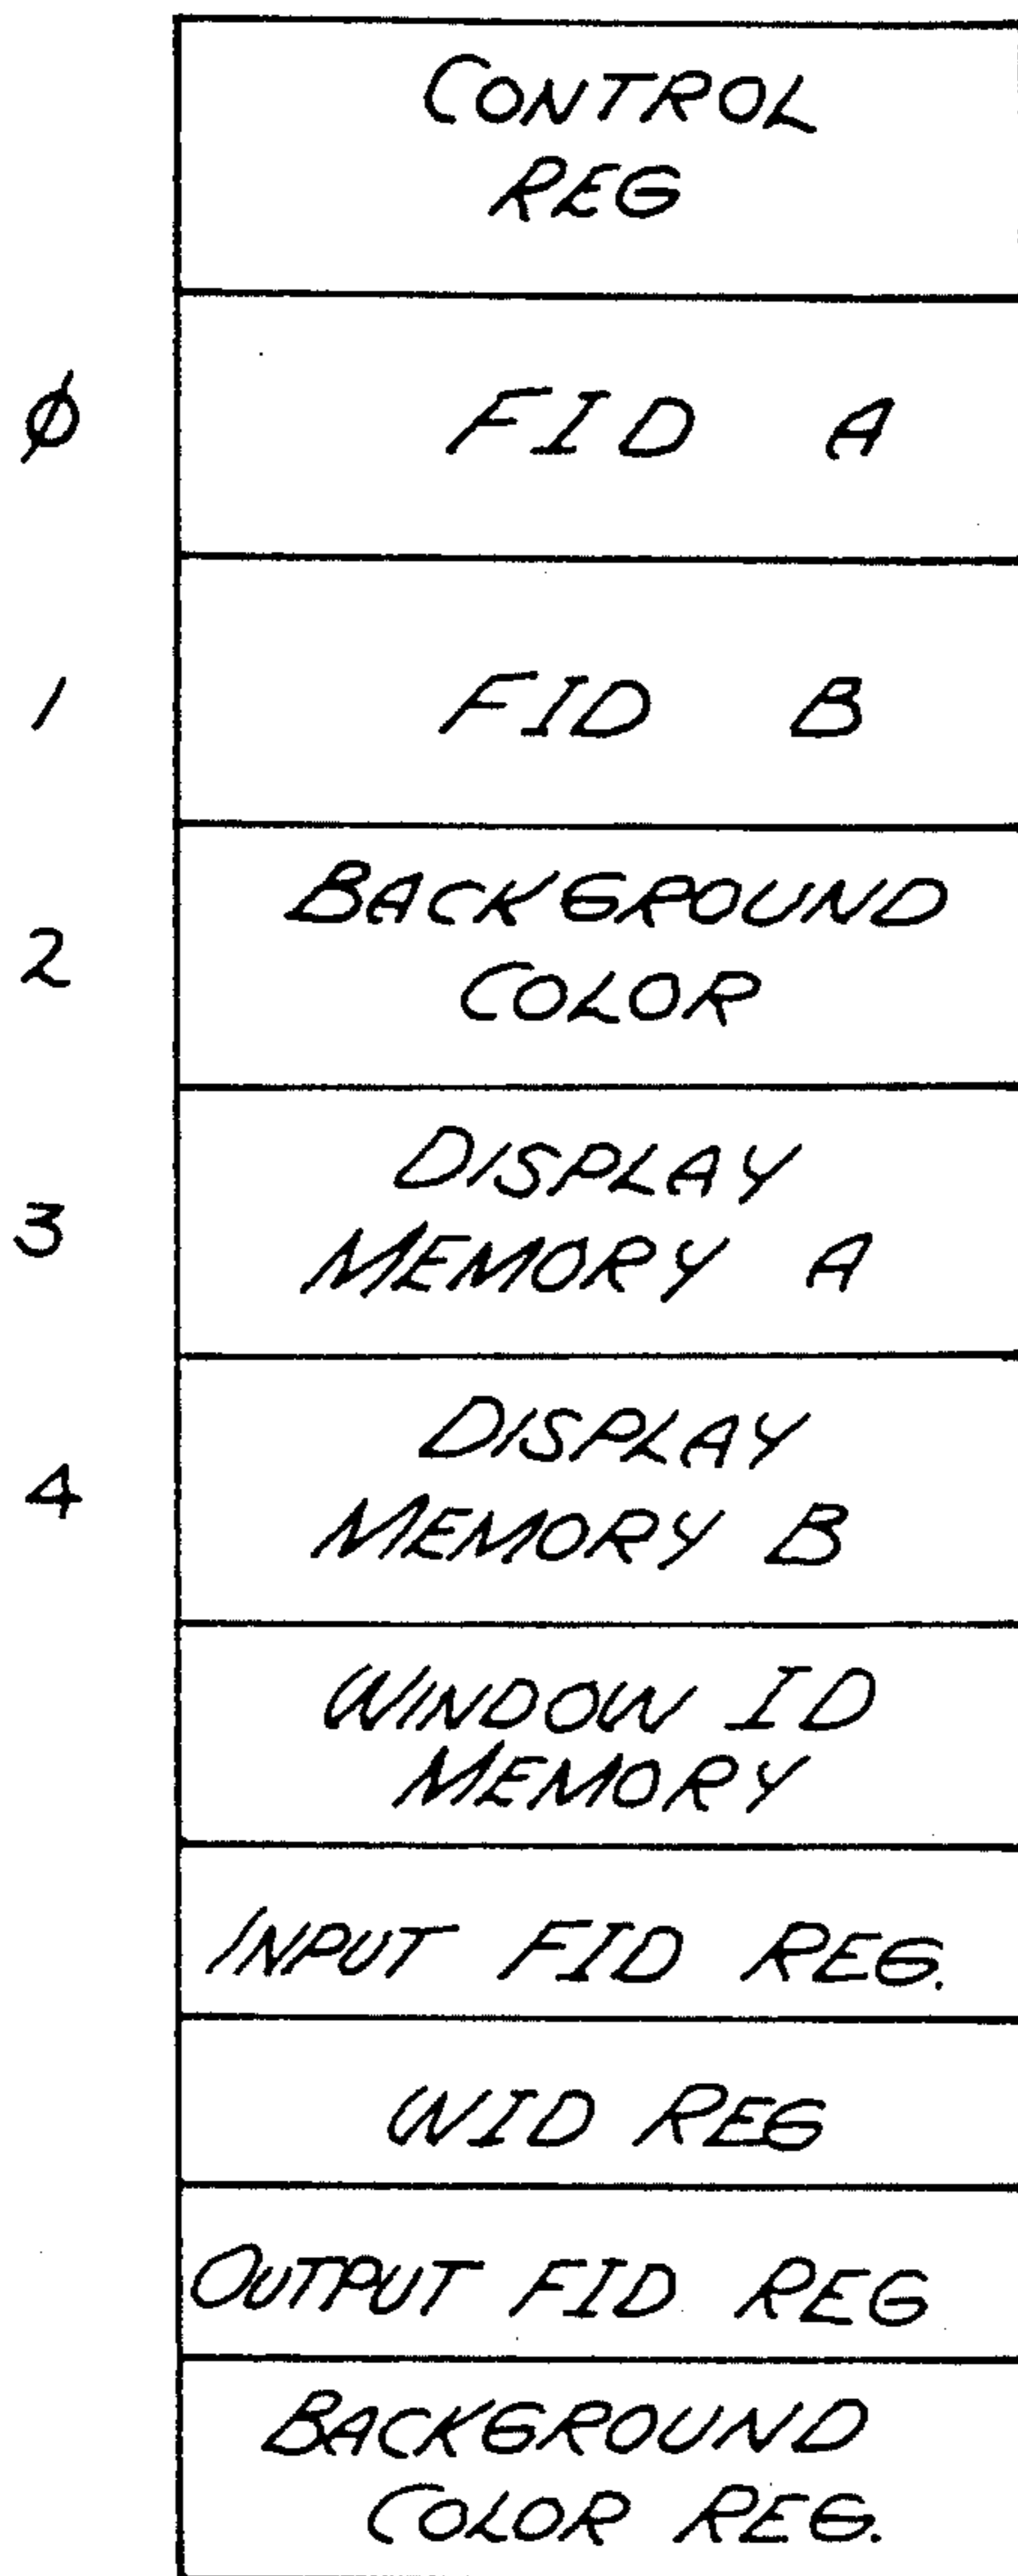 CONTROL
REG
Ø FID A
1 FID B
BACKGROUND
2 COLOR
DISPLAY
3 MEMORY A
DISPLAY
4 MEMORY B
WINDOW ID
MEMORY
INPUT FID REG.
WID REG
OUTPUT FID REG
BACKGROUND
COLOR REG.